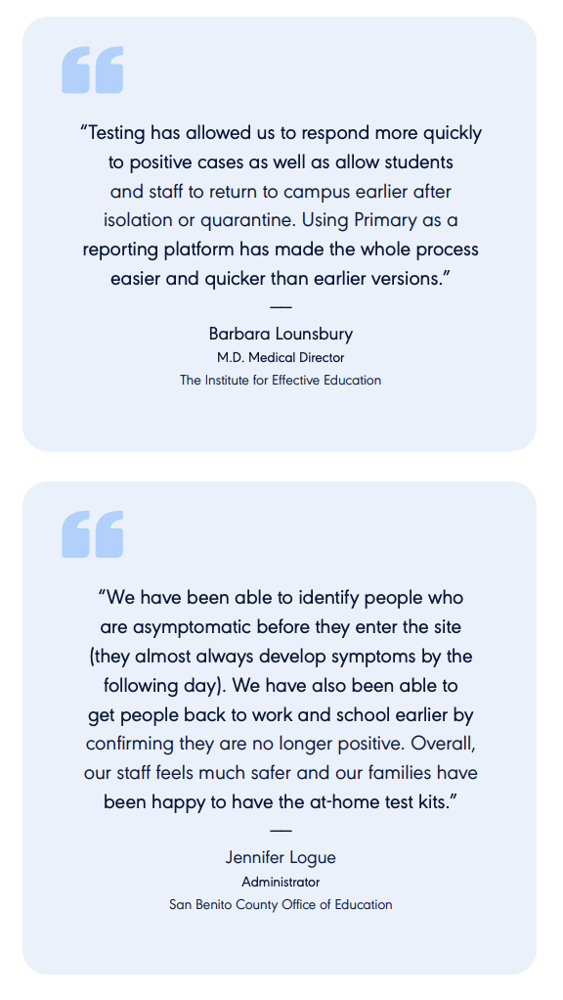 “Testing has allowed us to respond more quickly
to positive cases as well as allow students
and staff to return to campus earlier after
isolation or quarantine. Using Primary as a
reporting platform has made the whole process
easier and quicker than earlier versions.”
—
Barbara Lounsbury
M.D. Medical Director
The Institute for Effective Education
“We have been able to identify people who
are asymptomatic before they enter the site
(they almost always develop symptoms by the
following day). We have also been able to
get people back to work and school earlier by
confirming they are no longer positive. Overall,
our staff feels much safer and our families have
been happy to have the at-home test kits.”
—
Jennifer Logue
Administrator
San Benito County Office of Education